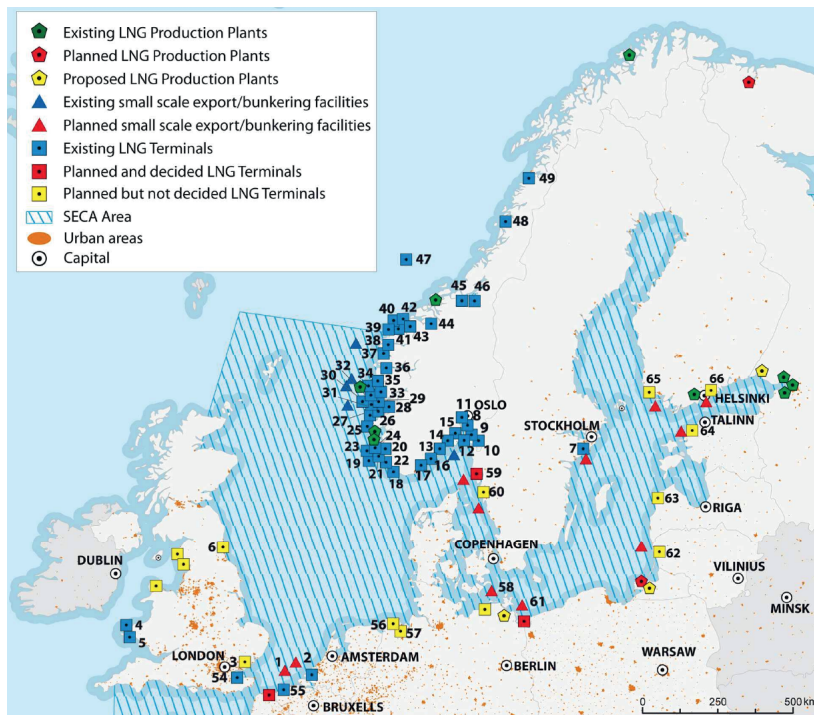 Existing LNG Production Plants
Planned LNG Production Plants
Proposed LNG Production Plants
Existing small scale export/bunkering facilities
Planned small scale export/bunkering facilities
Existing LNG Terminals
Planned and decided LNG Terminals
Planned but not decided LNG Terminals
SECA Area
Urban areas
Capital
49
48
47
45 46
40 42
39 43 44
38 41
37
32 36
30 34 35
31 33 29
28
27 26
25 24
23 20
19 21 22
18
11 OSLO
8
15 9
14 10
13 12
16
17
65 66
HELSINKI
TALINN
64
STOCKHOLM
7
59
60
63
RIGA
6
COPENHAGEN
62
DUBLIN
VILINIUS
58
61
MINSK
4
5
56
57
LONDON
3 1 2
AMSTERDAM
54
55
BERLIN
WARSAW
BRUXELLS
0 250 500 km